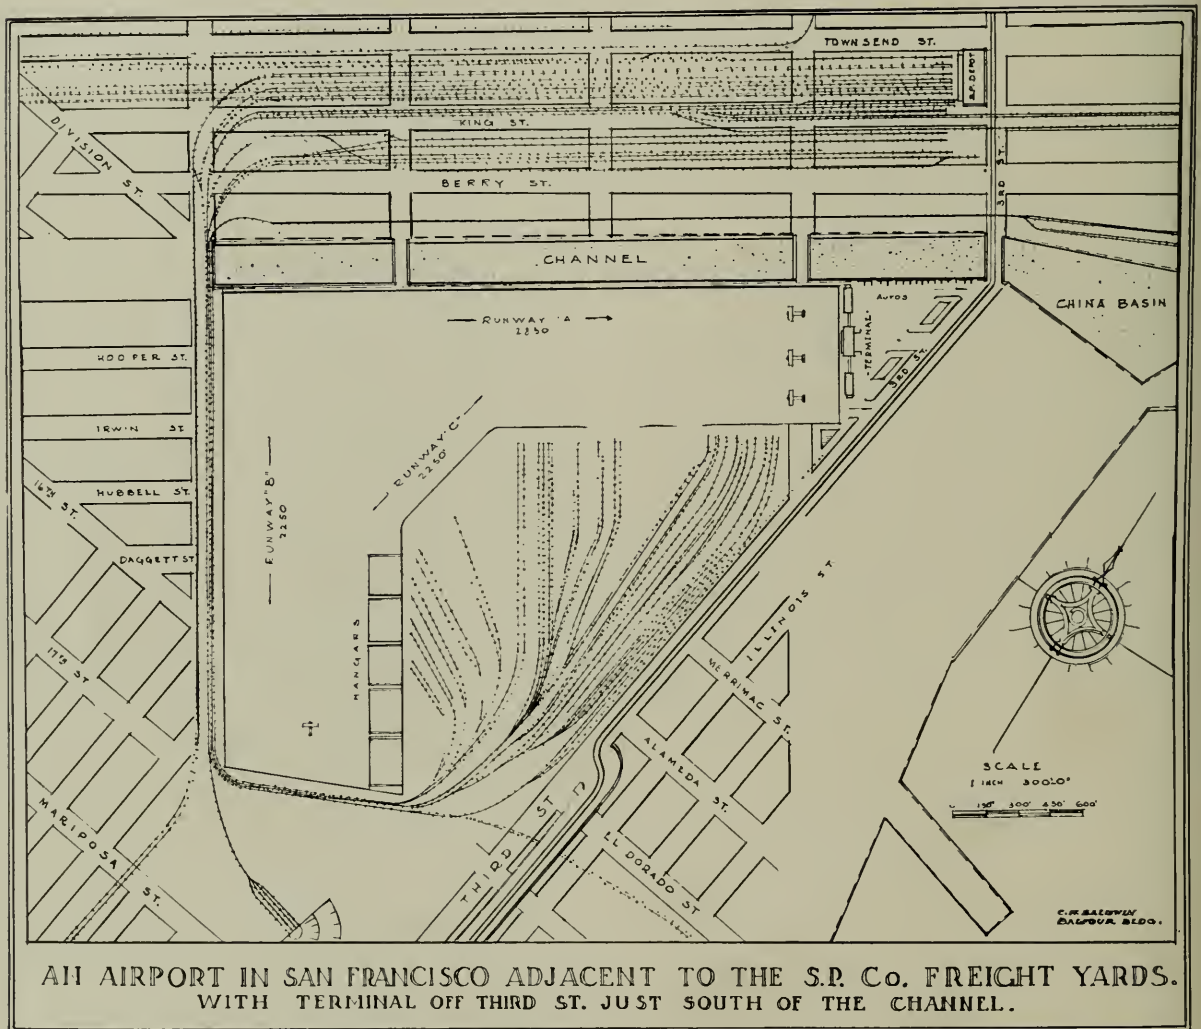 TOWNSEND ST.
S.P. DEPOT
DIVISION ST.
KING ST.
BERRY ST.
3RD ST.
CHANNEL
CHINA BASIN
RUNWAY "A"
2850
AUTOS
-TERMINAL-
3RD ST.
HOOPER ST.
IRWIN ST
RUNWAY "C"
2250'
RUNWAY "B"
2250
16TH ST.
HUBBELL ST.
DAGGETT ST
HANGARS
17TH ST
ILLINOIS ST.
MERRIMAC ST.
ALAMEDA ST.
MARIPOSA ST.
THIRD ST
EL DORADO ST
SCALE
1 INCH 300'0"
0 150' 300' 450' 600'
C.F. BALDWIN
BALFOUR BLDG.
AN AIRPORT IN SAN FRANCISCO ADJACENT TO THE S.P. Co. FREIGHT YARDS.
WITH TERMINAL OFF THIRD ST. JUST SOUTH OF THE CHANNEL.